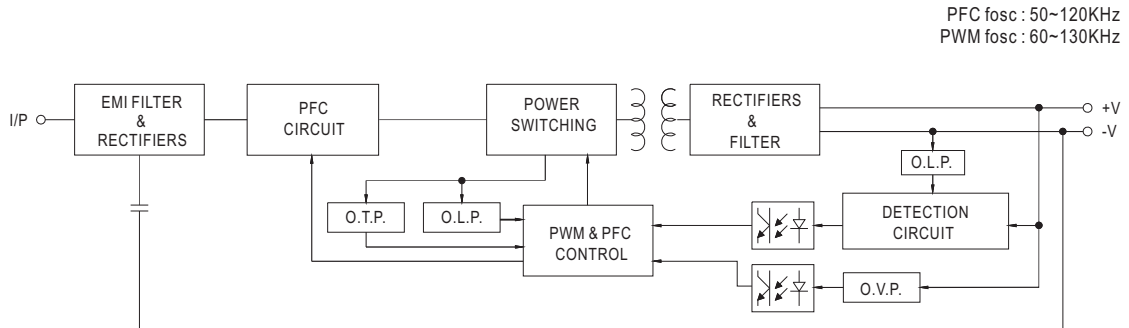 PFC fosc : 50~120KHz
PWM fosc : 60~130KHz
I/P
EMI FILTER
&
RECTIFIERS
PFC
CIRCUIT
POWER
SWITCHING
RECTIFIERS
&
FILTER
+V
-V
O.L.P.
O.T.P.
O.L.P.
PWM & PFC
CONTROL
DETECTION
CIRCUIT
O.V.P.